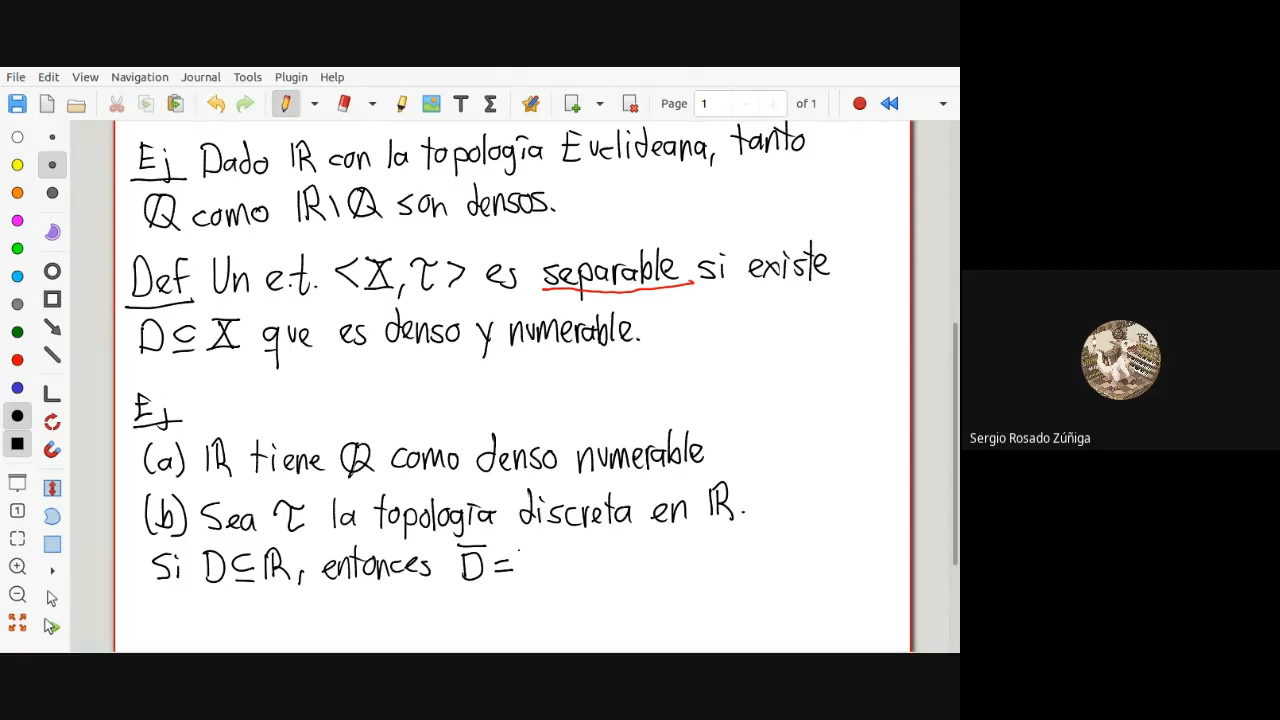 File Edit View Navigation Journal Tools Plugin Help
Page 1 of 1
Ej Dado ℝ con la topología Euclideana, tanto
ℚ como ℝ\ℚ son densos.
Def Un e.t. <X, τ> es separable si existe
D ⊆ X que es denso y numerable.
Ej
(a) ℝ tiene ℚ como denso numerable
(b) Sea τ la topología discreta en ℝ.
Si D⊆ℝ, entonces D̅ =
Sergio Rosado Zúñiga